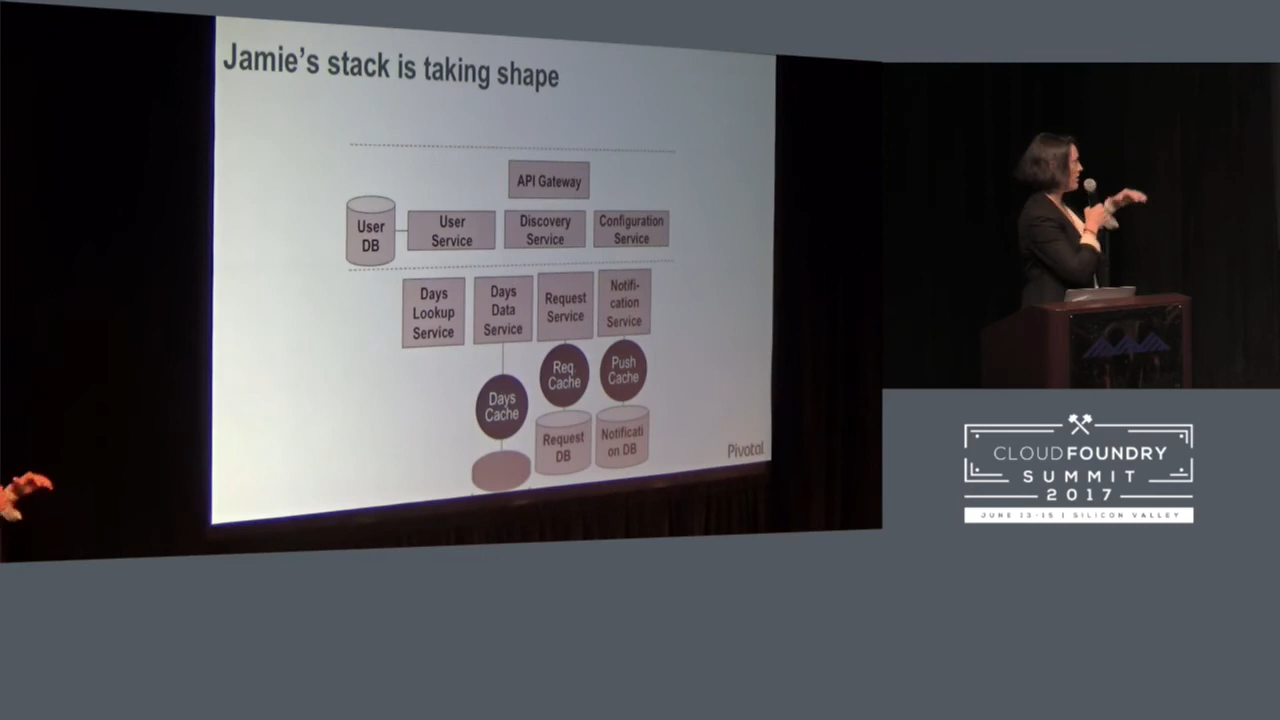 Jamie's stack is taking shape
API Gateway
User
DB
User
Service
Discovery
Service
Configuration
Service
Days
Lookup
Service
Days
Data
Service
Request
Service
Notifi-
cation
Service
Days
Cache
Req.
Cache
Push
Cache
Request
DB
Notificati
on DB
Pivotal
CLOUDFOUNDRY
SUMMIT
2017
JUNE 13-15 | SILICON VALLEY